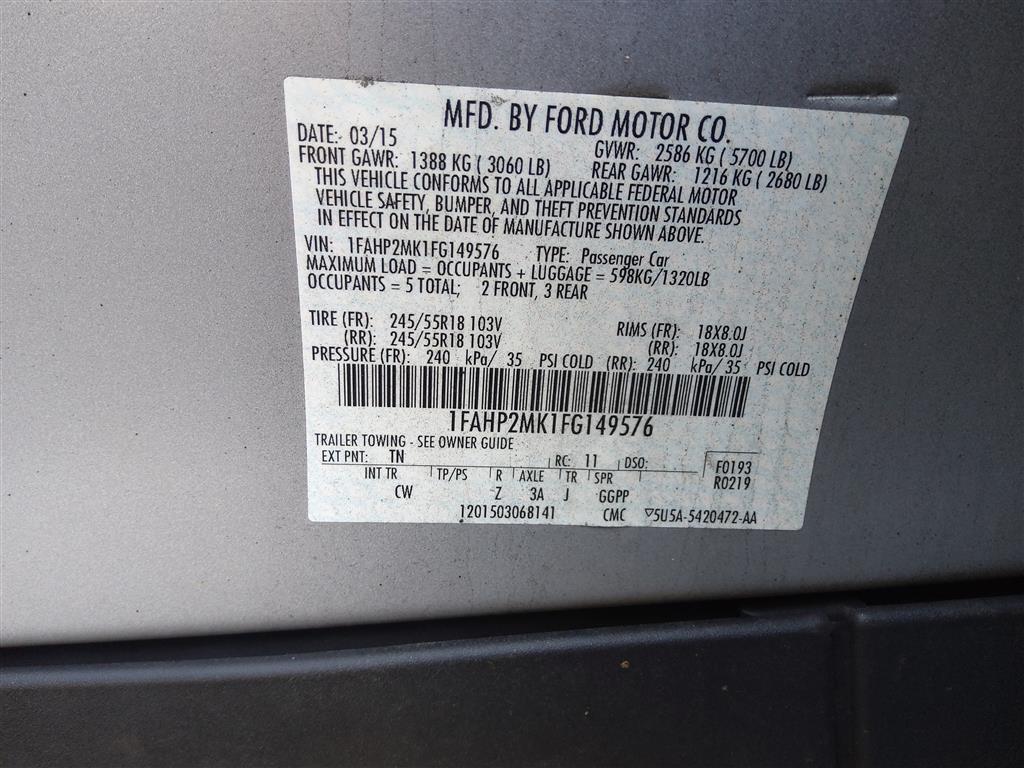 MFD. BY FORD MOTOR CO.
DATE: 03/15 GVWR: 2586 KG ( 5700 LB)
FRONT GAWR: 1388 KG ( 3060 LB) REAR GAWR: 1216 KG ( 2680 LB)
THIS VEHICLE CONFORMS TO ALL APPLICABLE FEDERAL MOTOR
VEHICLE SAFETY, BUMPER, AND THEFT PREVENTION STANDARDS
IN EFFECT ON THE DATE OF MANUFACTURE SHOWN ABOVE.
VIN: 1FAHP2MK1FG149576 TYPE: Passenger Car
MAXIMUM LOAD = OCCUPANTS + LUGGAGE = 598KG/1320LB
OCCUPANTS = 5 TOTAL; 2 FRONT, 3 REAR
TIRE (FR): 245/55R18 103V RIMS (FR): 18X8.0J
(RR): 245/55R18 103V (RR): 18X8.0J
PRESSURE (FR): 240 kPa/ 35 PSI COLD (RR): 240 kPa/ 35 PSI COLD
1FAHP2MK1FG149576
TRAILER TOWING - SEE OWNER GUIDE
EXT PNT: TN RC: 11 DSO: F0193
INT TR TP/PS R AXLE TR SPR R0219
CW Z 3A J GGPP
1201503068141 CMC ▽5U5A-5420472-AA